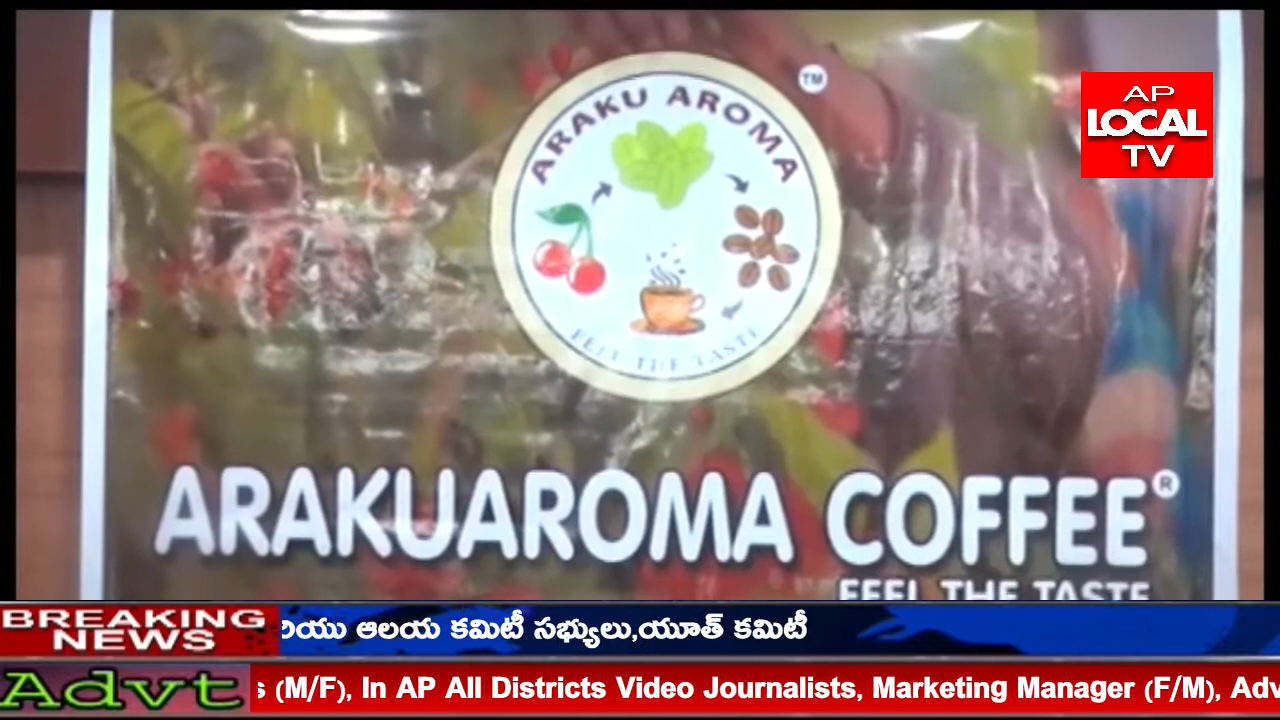 ARAKU AROMA
TM
AP
LOCAL
TV
FEEL THE TASTE
ARAKUAROMA COFFEE®
FEEL THE TASTE
BREAKING
NEWS
రియు ఆలయ కమిటీ సభ్యులు,యూత్ కమిటీ
Advt
s (M/F), In AP All Districts Video Journalists, Marketing Manager (F/M), Adv